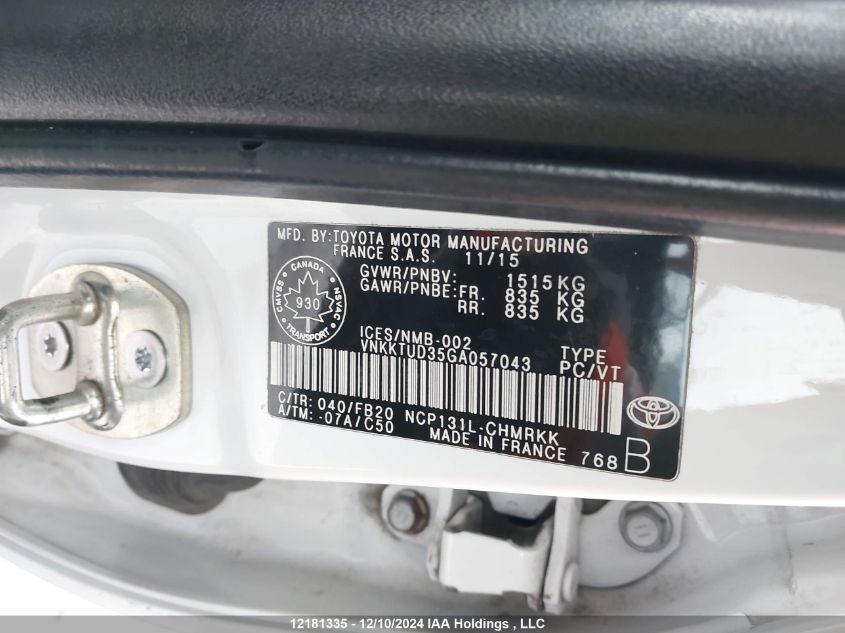 MFD. BY:TOYOTA MOTOR MANUFACTURING
FRANCE S.A.S. 11/15
GVWR/PNBV: 1515KG
GAWR/PNBE:FR. 835 KG
RR. 835 KG
CANADA
CMVSS
NSVAC
930
TRANSPORT
ICES/NMB-002
VNKKTUD35GA057043
TYPE
PC/VT
C/TR: 040/FB20 NCP131L-CHMRKK
A/TM: -07A/C50 MADE IN FRANCE 768 B
12181335 - 12/10/2024 IAA Holdings , LLC